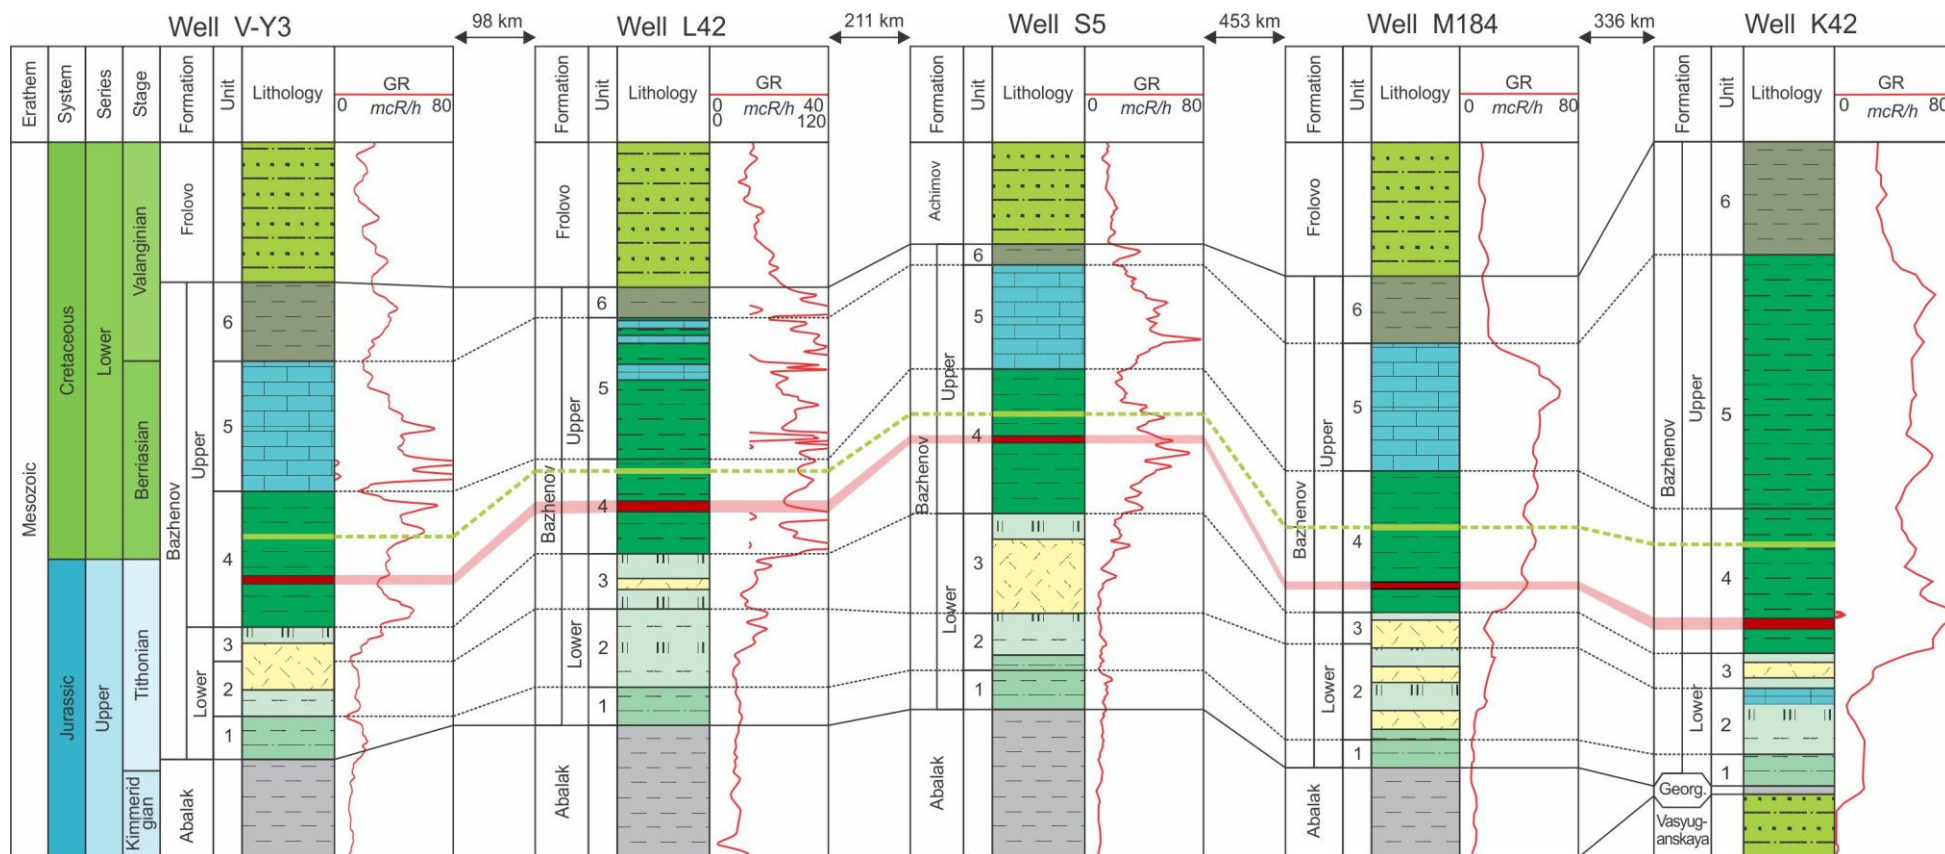 Well V-Y3
98 km
Well L42
211 km
Well S5
453 km
Well M184
336 km
Well K42
Erathem
System
Series
Stage
Formation
Unit
Lithology
GR
0 mcR/h 80
Formation
Unit
Lithology
GR
0 mcR/h 40
120
Formation
Unit
Lithology
GR
0 mcR/h 80
Formation
Unit
Lithology
GR
0 mcR/h 80
Formation
Unit
Lithology
GR
0 mcR/h 80
Mesozoic
Cretaceous
Jurassic
Lower
Upper
Valanginian
Berriasian
Tithonian
Kimmerid
gian
Frolovo
Bazhenov
Upper
Lower
Abalak
6
5
4
3
2
1
Frolovo
Bazhenov
Upper
Lower
Abalak
6
5
4
3
2
1
Achimov
Bazhenov
Upper
Lower
Abalak
6
5
4
3
2
1
Frolovo
Bazhenov
Upper
Lower
Abalak
6
5
4
3
2
1
Bazhenov
Upper
Lower
Georg.
Vasyug-
anskaya
6
5
4
3
2
1